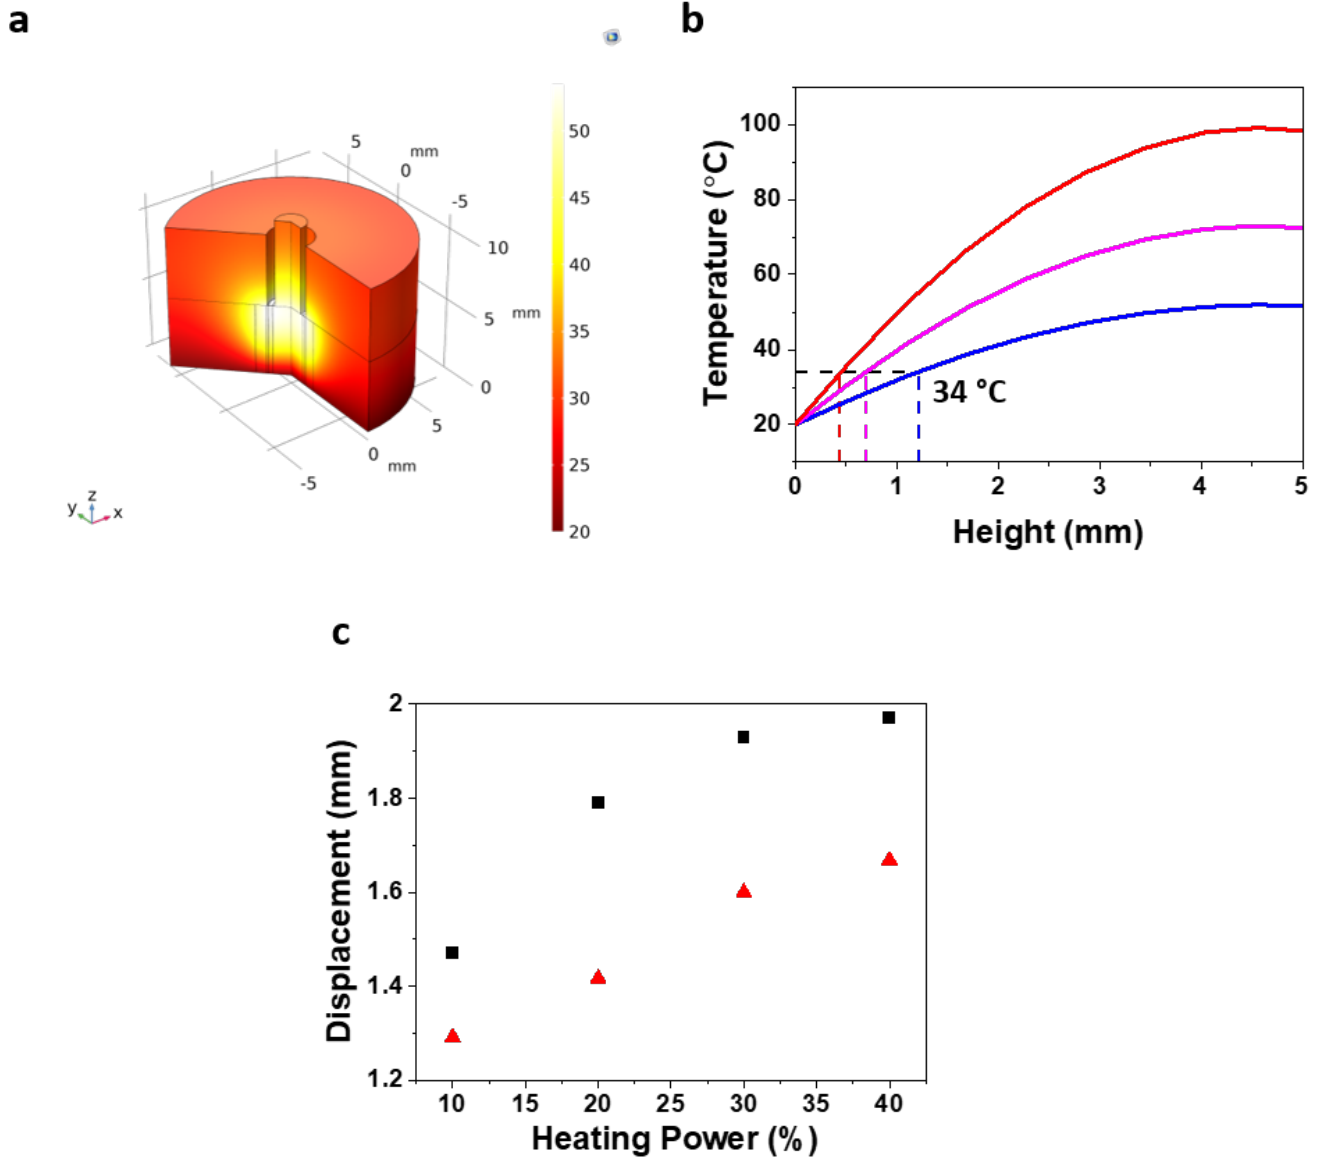 a
5
mm
0
-5
10
5
mm
0
5
0
mm
-5
z
y
x
50
45
40
35
30
25
20
b
Temperature (°C)
100
80
60
40
20
34 °C
0 1 2 3 4 5
Height (mm)
c
Displacement (mm)
2
1.8
1.6
1.4
1.2
10 15 20 25 30 35 40
Heating Power (%)